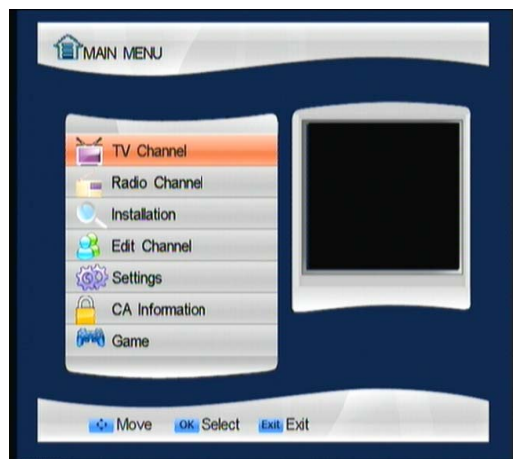 MAIN MENU
TV Channel
Radio Channel
Installation
Edit Channel
Settings
CA Information
Game
Move OK Select Exit Exit